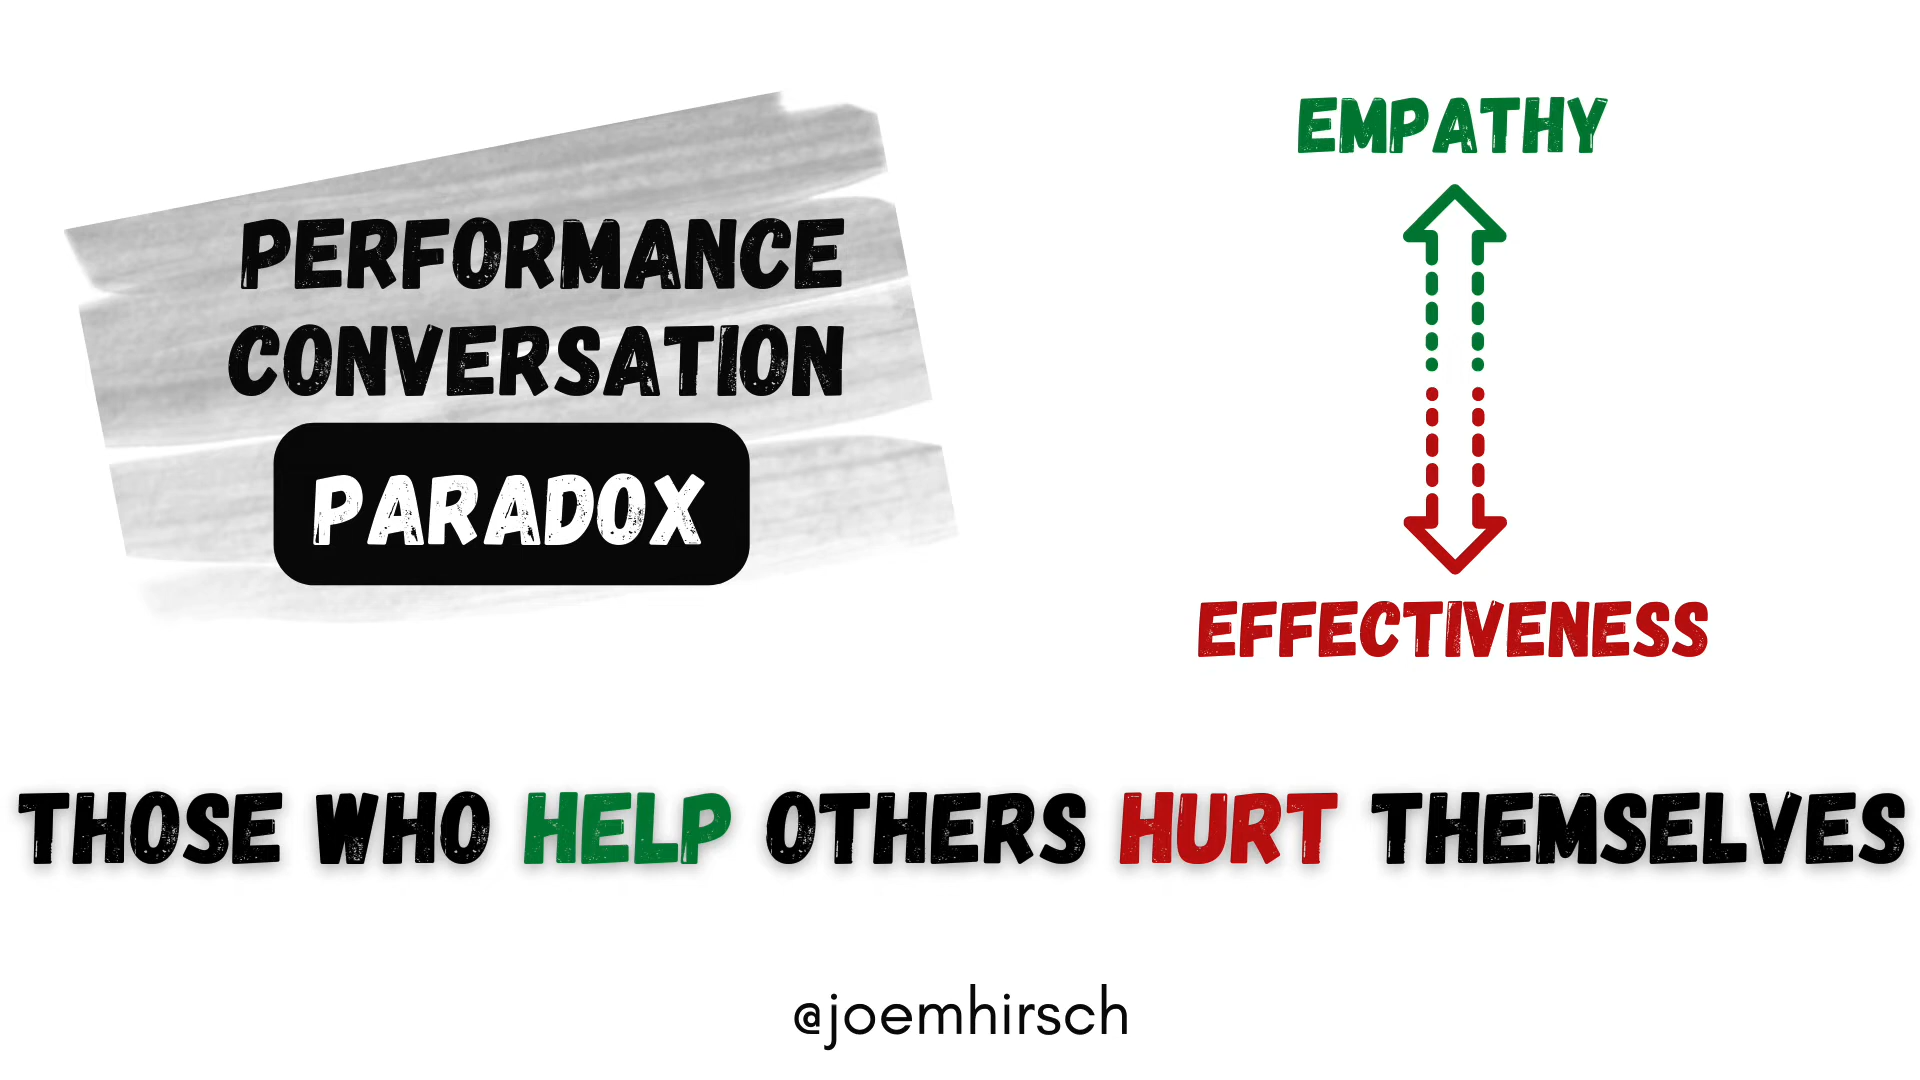 PERFORMANCE
CONVERSATION
PARADOX
EMPATHY
EFFECTIVENESS
THOSE WHO HELP OTHERS HURT THEMSELVES
@joemhirsch